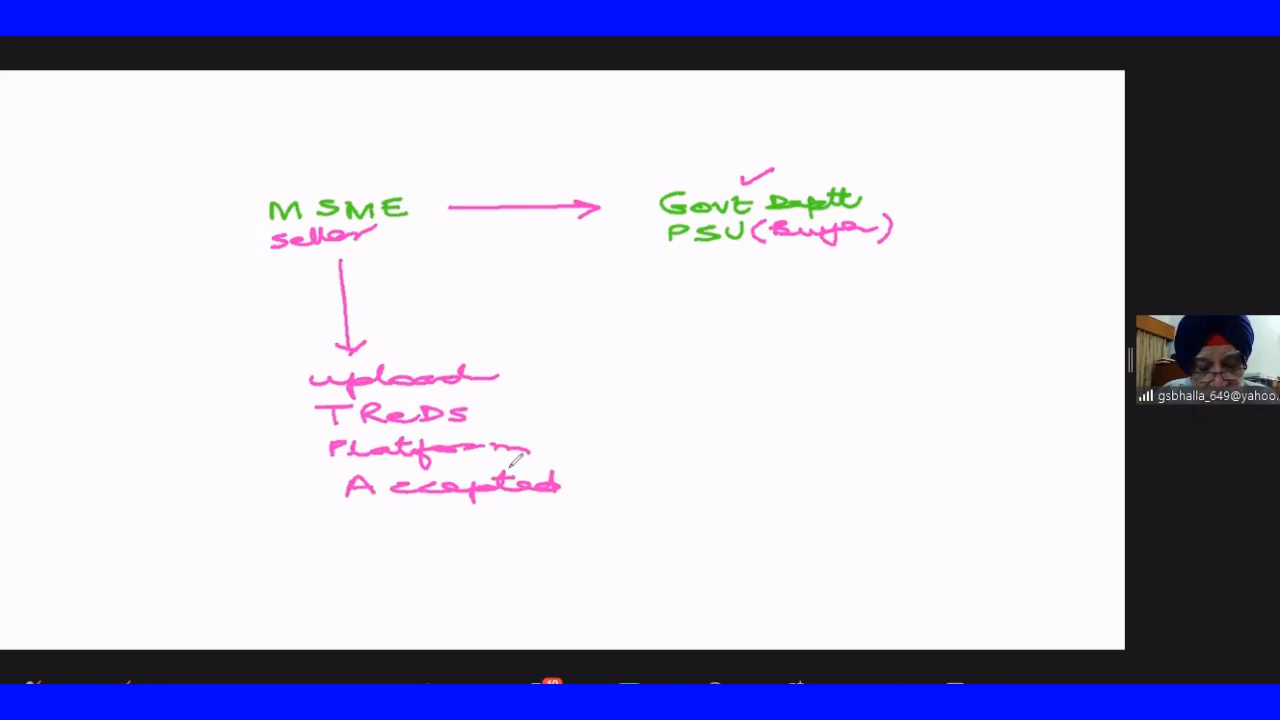 MSME
seller
Govt Deptt
PSU (Buyer)
upload
TReDS
Platform
Accepted
gsbhalla_649@yahoo.